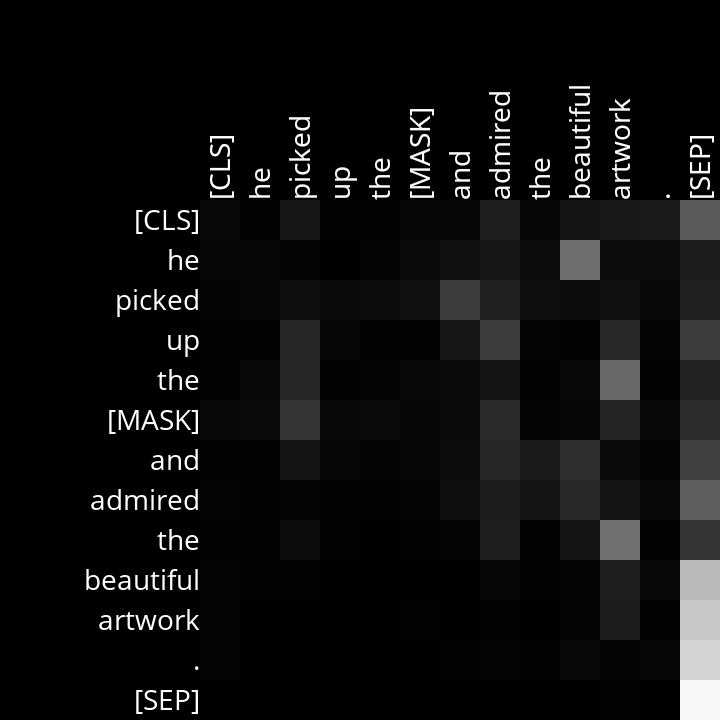 [CLS] he picked up the [MASK] and admired the beautiful artwork . [SEP]
[CLS]
he
picked
up
the
[MASK]
and
admired
the
beautiful
artwork
.
[SEP]